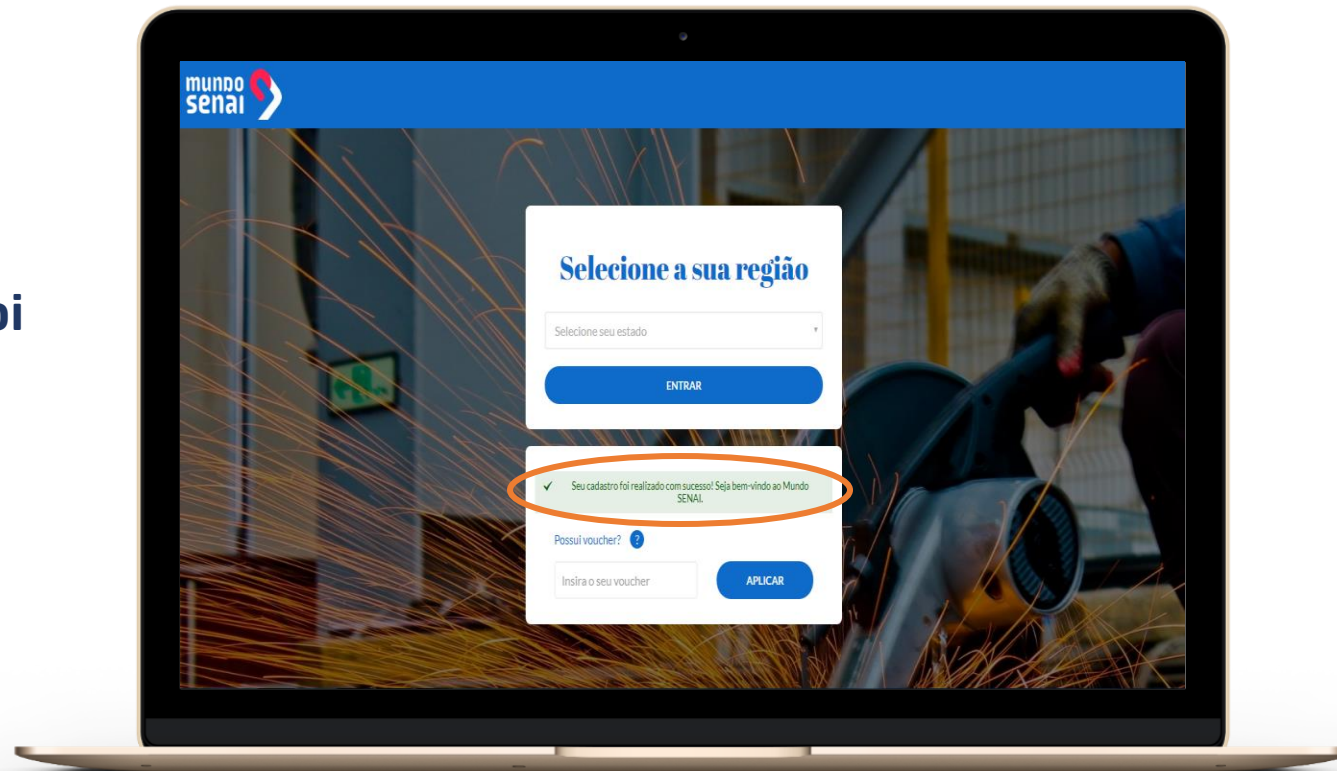 oi
mundo
senai
Selecione a sua região
Selecione seu estado
ENTRAR
✓ Seu cadastro foi realizado com sucesso! Seja bem-vindo ao Mundo
SENAI.
Possui voucher? ?
Insira o seu voucher
APLICAR